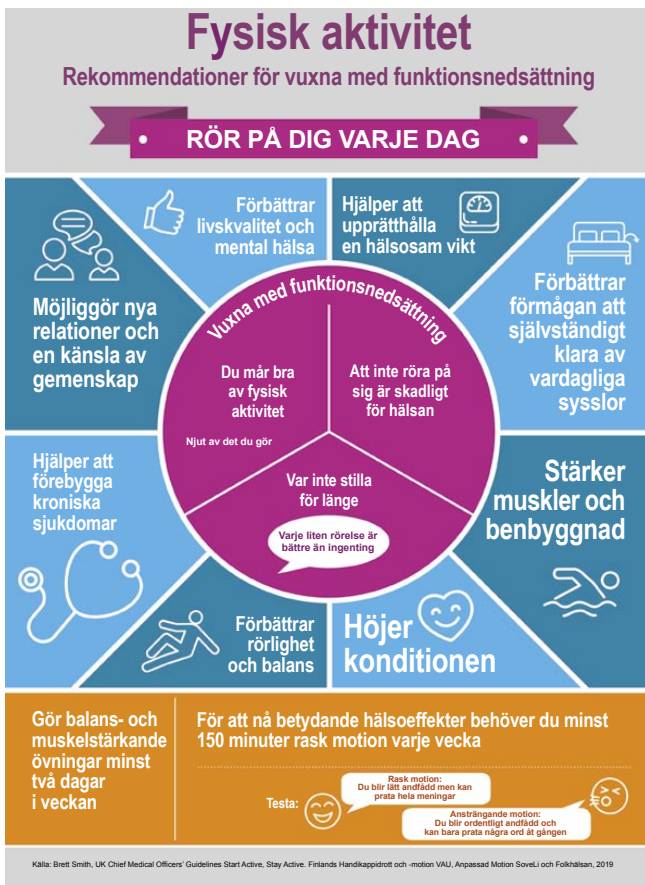 Fysisk aktivitet
Rekommendationer för vuxna med funktionsnedsättning
RÖR PÅ DIG VARJE DAG
Förbättrar
livskvalitet och
mental hälsa
Hjälper att
upprätthålla
en hälsosam vikt
Möjliggör nya
relationer och
en känsla av
gemenskap
Förbättrar
förmågan att
självständigt
klara av
vardagliga
sysslor
Vuxna med funktionsnedsättning
Du mår bra
av fysisk
aktivitet
Njut av det du gör
Att inte röra på
sig är skadligt
för hälsan
Var inte stilla
för länge
Varje liten rörelse är
bättre än ingenting
Hjälper att
förebygga
kroniska
sjukdomar
Stärker
muskler och
benbyggnad
Förbättrar
rörlighet
och balans
Höjer
konditionen
Gör balans- och
muskelstärkande
övningar minst
två dagar
i veckan
För att nå betydande hälsoeffekter behöver du minst
150 minuter rask motion varje vecka
Testa:
Rask motion:
Du blir lätt andfådd men kan
prata hela meningar
Ansträngande motion:
Du blir ordentligt andfådd och
kan bara prata några ord åt gången
Källa: Brett Smith, UK Chief Medical Officers' Guidelines Start Active, Stay Active. Finlands Handikappidrott och -motion VAU, Anpassad Motion SoveLi och Folkhälsan, 2019